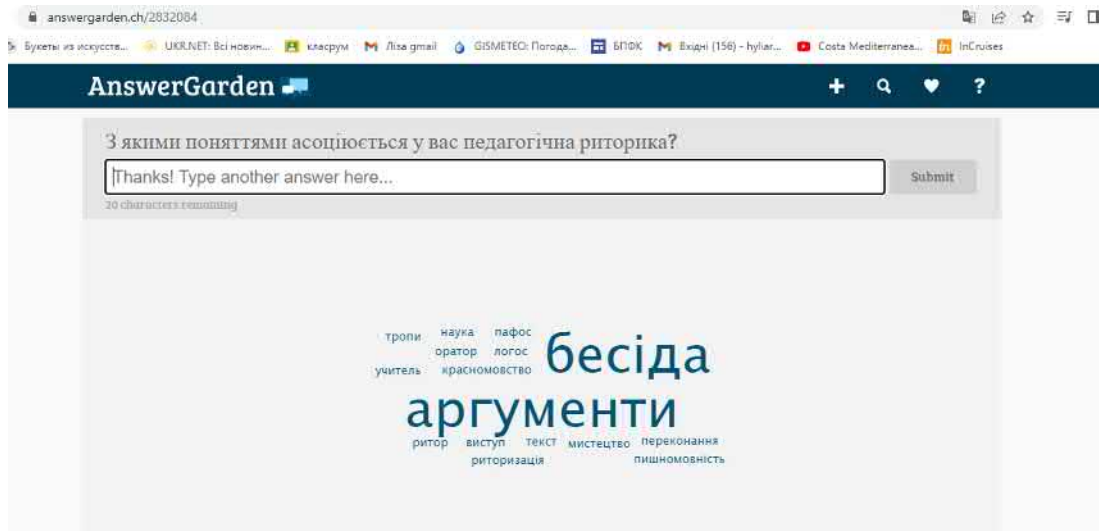 answergarden.ch/2832084
Букеты из искусств... UKR.NET: Всі новин... класрум Ліза gmail GISMETEO: Погода... БПФК Вхідні (156) - hyliar... Costa Mediterranea... InCruises
AnswerGarden
З якими поняттями асоціюється у вас педагогічна риторика?
Thanks! Type another answer here... Submit
20 characters remaining
тропи наука пафос
оратор логос бесіда
учитель красномовство
аргументи
ритор виступ текст мистецтво переконання
риторизація пишномовність